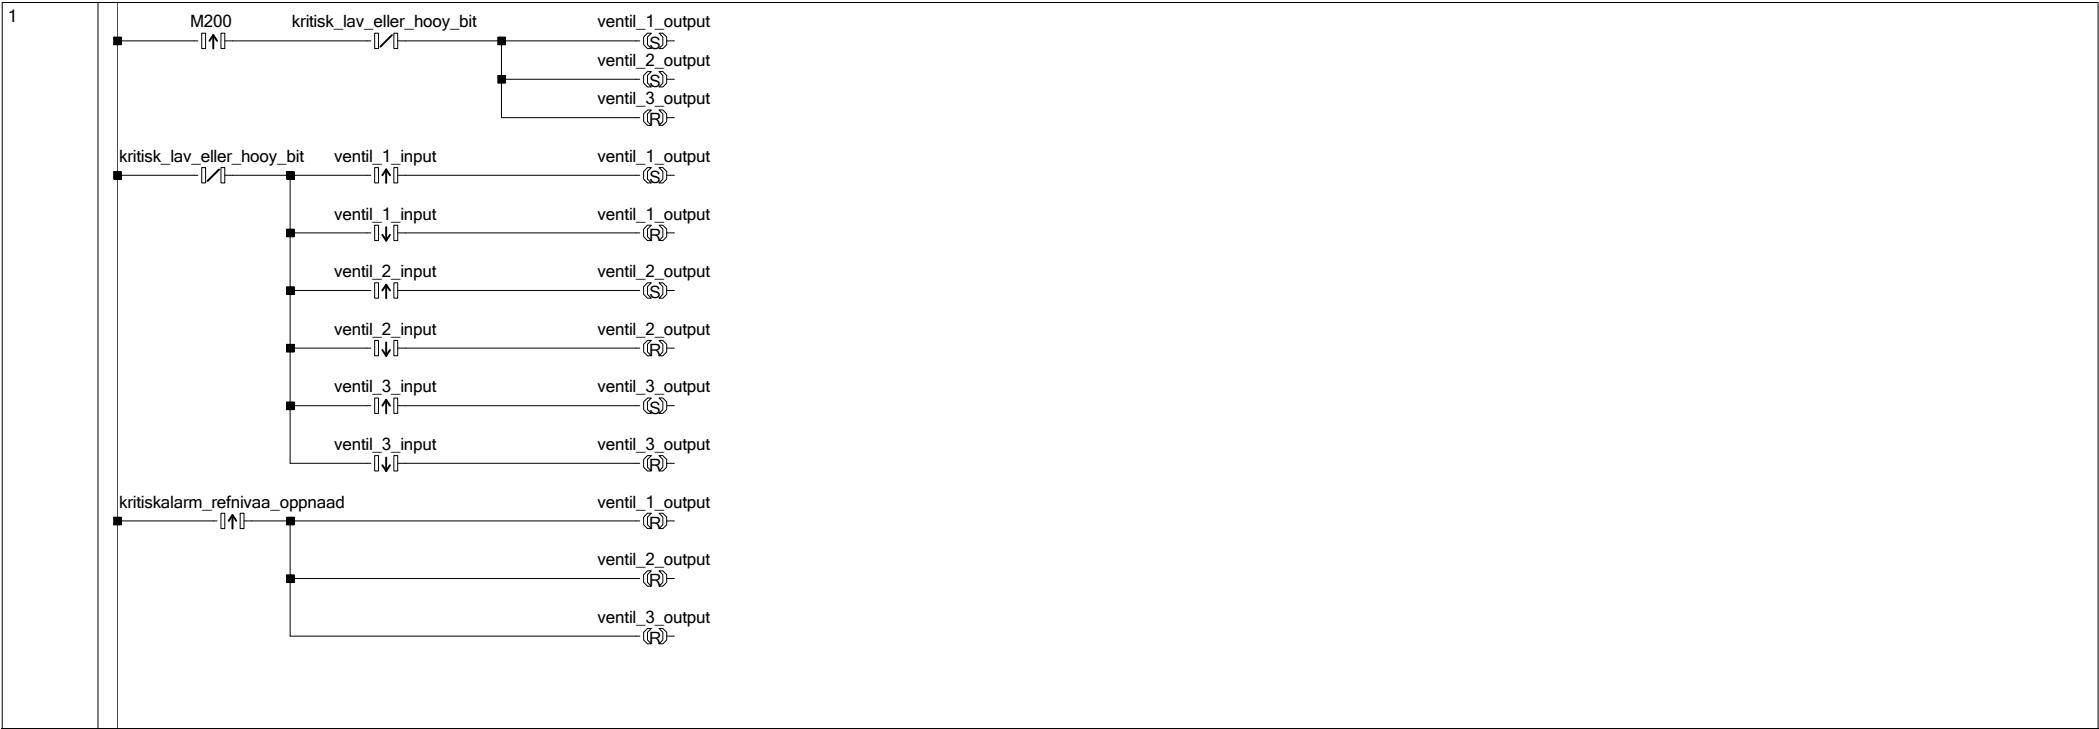 1
M200 kritisk_lav_eller_hooy_bit ventil_1_output
S
ventil_2_output
S
ventil_3_output
R
kritisk_lav_eller_hooy_bit ventil_1_input ventil_1_output
S
ventil_1_input ventil_1_output
R
ventil_2_input ventil_2_output
S
ventil_2_input ventil_2_output
R
ventil_3_input ventil_3_output
S
ventil_3_input ventil_3_output
R
kritiskalarm_refnivaa_oppnaad ventil_1_output
R
ventil_2_output
R
ventil_3_output
R